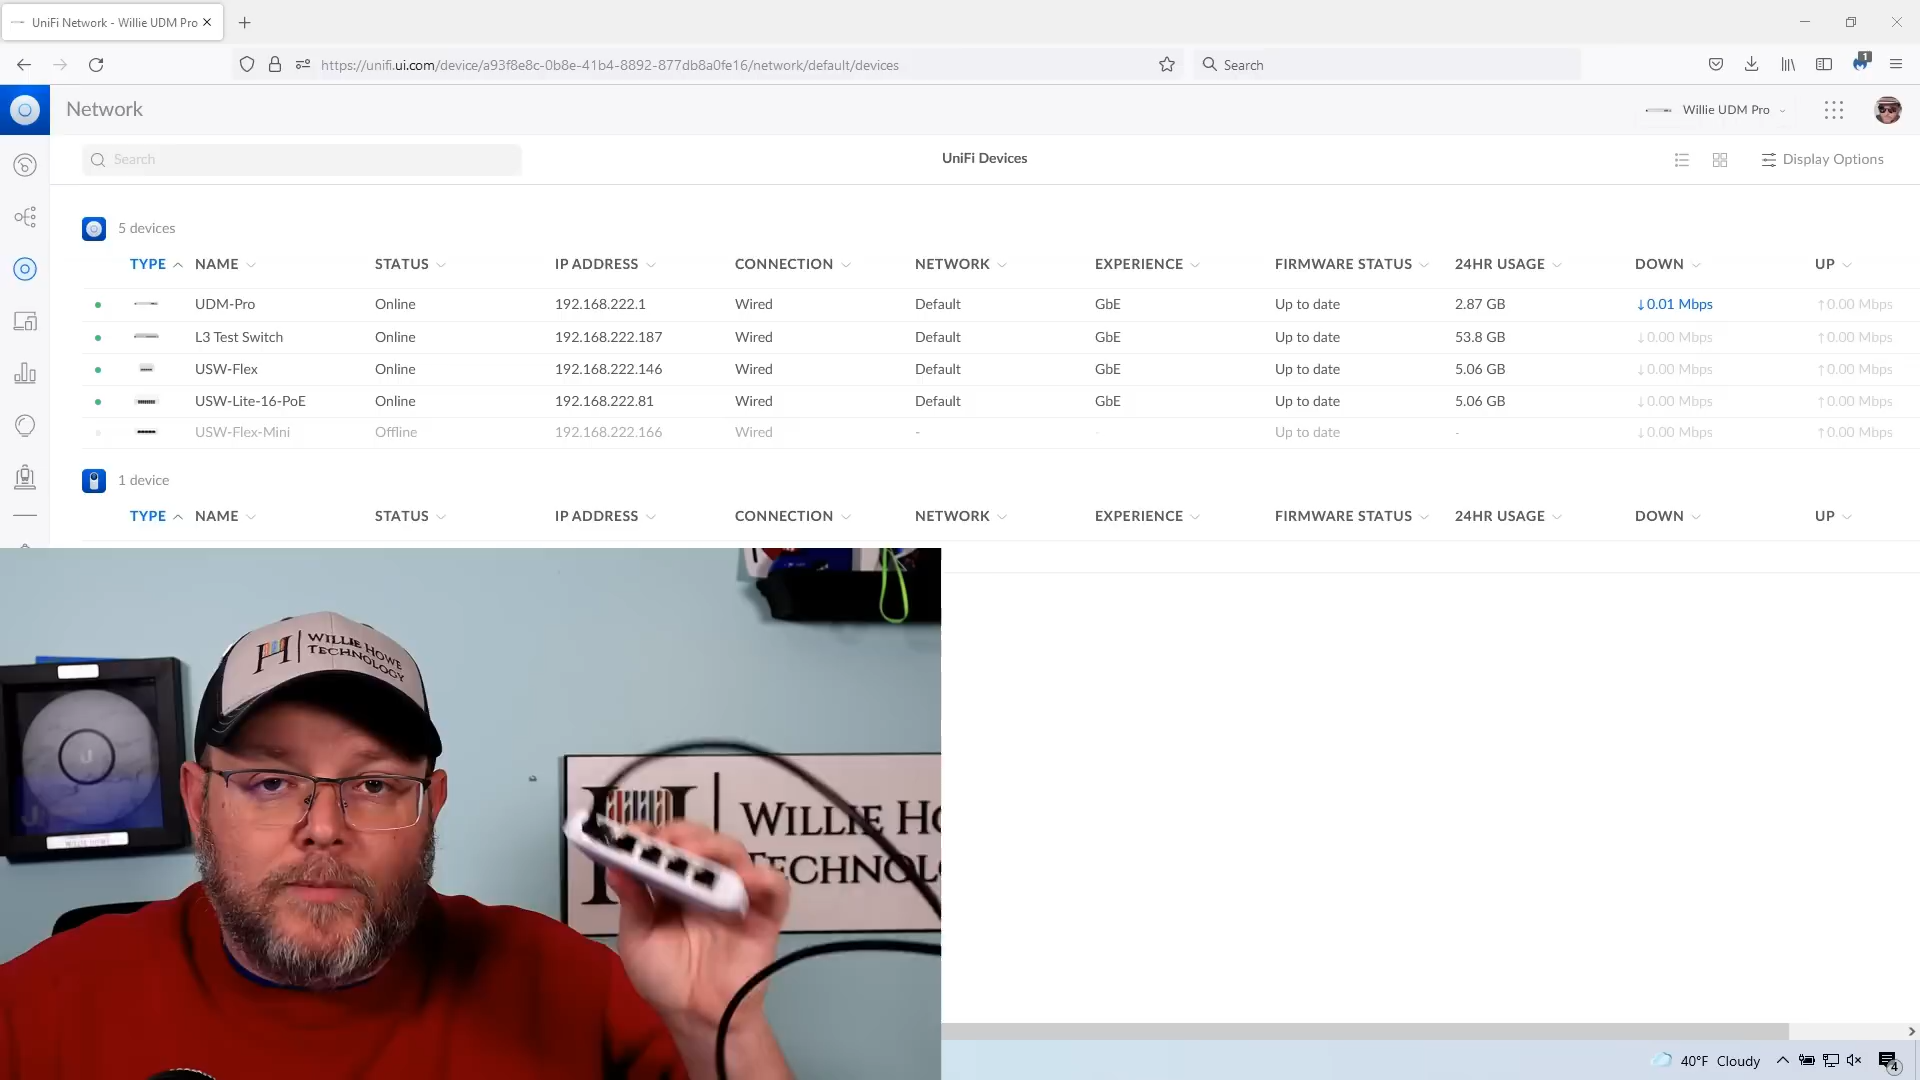 UniFi Network - Willie UDM Pro
https://unifi.ui.com/device/a93f8e8c-0b8e-41b4-8892-877db8a0fe16/network/default/devices
Search
1
Network
Willie UDM Pro
Search
UniFi Devices
Display Options
5 devices
TYPE NAME STATUS IP ADDRESS CONNECTION NETWORK EXPERIENCE FIRMWARE STATUS 24HR USAGE DOWN UP
UDM-Pro Online 192.168.222.1 Wired Default GbE Up to date 2.87 GB ↓0.01 Mbps ↑0.00 Mbps
L3 Test Switch Online 192.168.222.187 Wired Default GbE Up to date 53.8 GB ↓0.00 Mbps ↑0.00 Mbps
USW-Flex Online 192.168.222.146 Wired Default GbE Up to date 5.06 GB ↓0.00 Mbps ↑0.00 Mbps
USW-Lite-16-PoE Online 192.168.222.81 Wired Default GbE Up to date 5.06 GB ↓0.00 Mbps ↑0.00 Mbps
USW-Flex-Mini Offline 192.168.222.166 Wired - - Up to date - ↓0.00 Mbps ↑0.00 Mbps
1 device
TYPE NAME STATUS IP ADDRESS CONNECTION NETWORK EXPERIENCE FIRMWARE STATUS 24HR USAGE DOWN UP
H WILLIE HOWE
TECHNOLOGY
WILLIE HOWE
WILLIE HO
TECHNOLO
40°F Cloudy
4